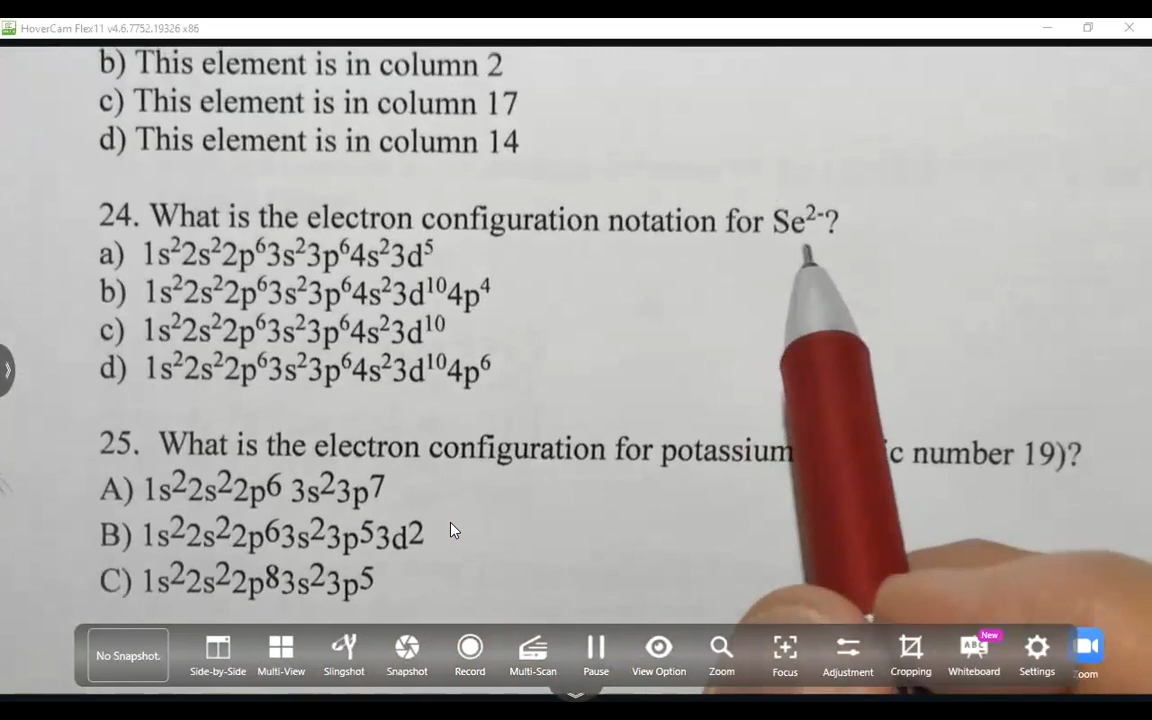 HoverCam Flex11 v4.6.7752.19326 x86
b) This element is in column 2
c) This element is in column 17
d) This element is in column 14
24. What is the electron configuration notation for Se²⁻?
a) 1s²2s²2p⁶3s²3p⁶4s²3d⁵
b) 1s²2s²2p⁶3s²3p⁶4s²3d¹⁰4p⁴
c) 1s²2s²2p⁶3s²3p⁶4s²3d¹⁰
d) 1s²2s²2p⁶3s²3p⁶4s²3d¹⁰4p⁶
25. What is the electron configuration for potassium c number 19)?
A) 1s22s22p6 3s23p7
B) 1s22s22p63s23p53d2
C) 1s22s22p83s23p5
No Snapshot.
Side-by-Side Multi-View Slingshot Snapshot Record Multi-Scan Pause View Option Zoom Focus Adjustment Cropping ABC New Whiteboard Settings Zoom